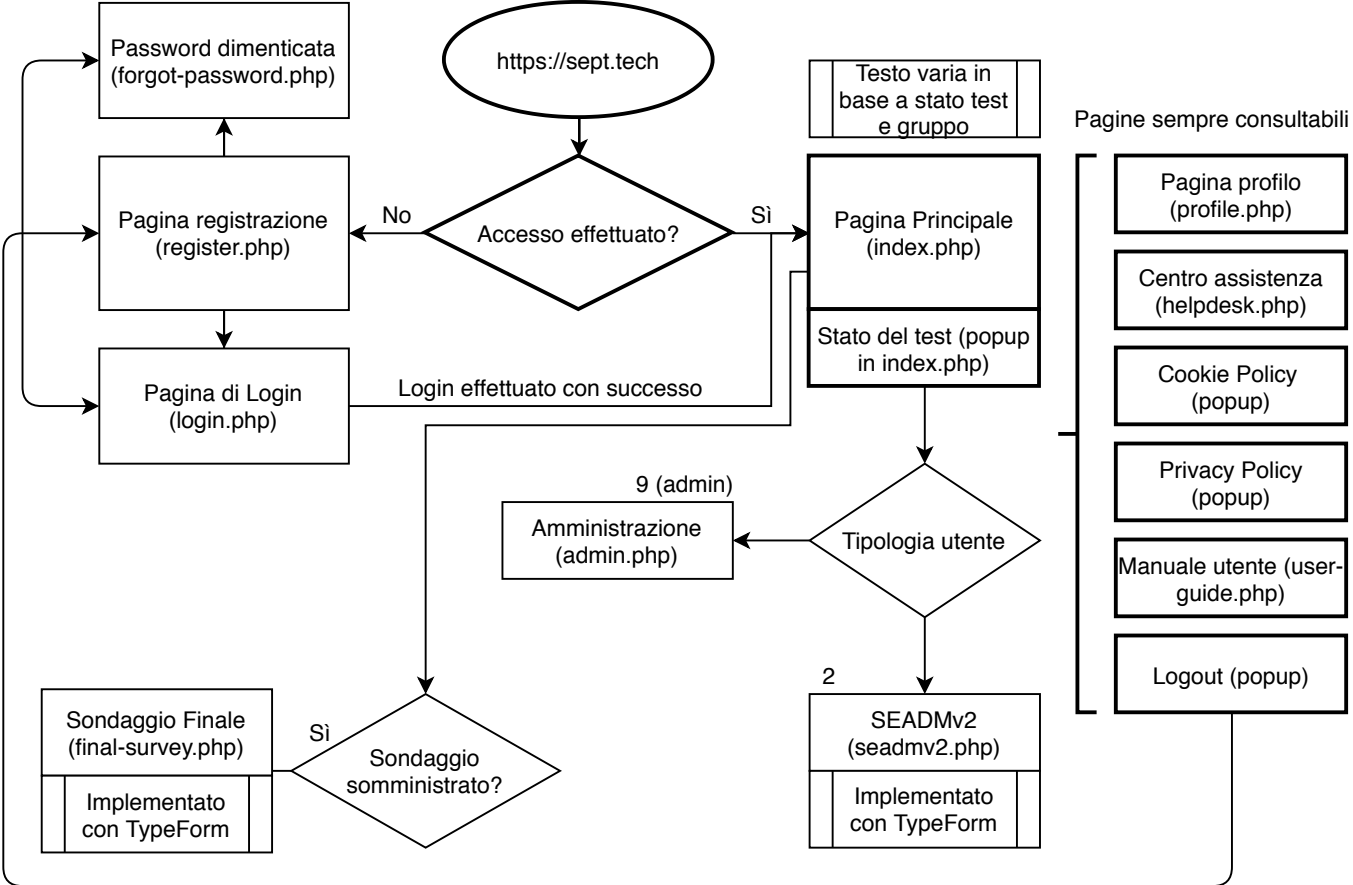 Password dimenticata
(forgot-password.php)
https://sept.tech
Testo varia in
base a stato test
e gruppo
Pagine sempre consultabili
Pagina registrazione
(register.php)
No
Accesso effettuato?
Sì
Pagina Principale
(index.php)
Stato del test (popup
in index.php)
Pagina profilo
(profile.php)
Centro assistenza
(helpdesk.php)
Cookie Policy
(popup)
Privacy Policy
(popup)
Manuale utente (user-
guide.php)
Logout (popup)
Pagina di Login
(login.php)
Login effettuato con successo
9 (admin)
Amministrazione
(admin.php)
Tipologia utente
2
SEADMv2
(seadmv2.php)
Implementato
con TypeForm
Sondaggio Finale
(final-survey.php)
Implementato
con TypeForm
Sì
Sondaggio
somministrato?